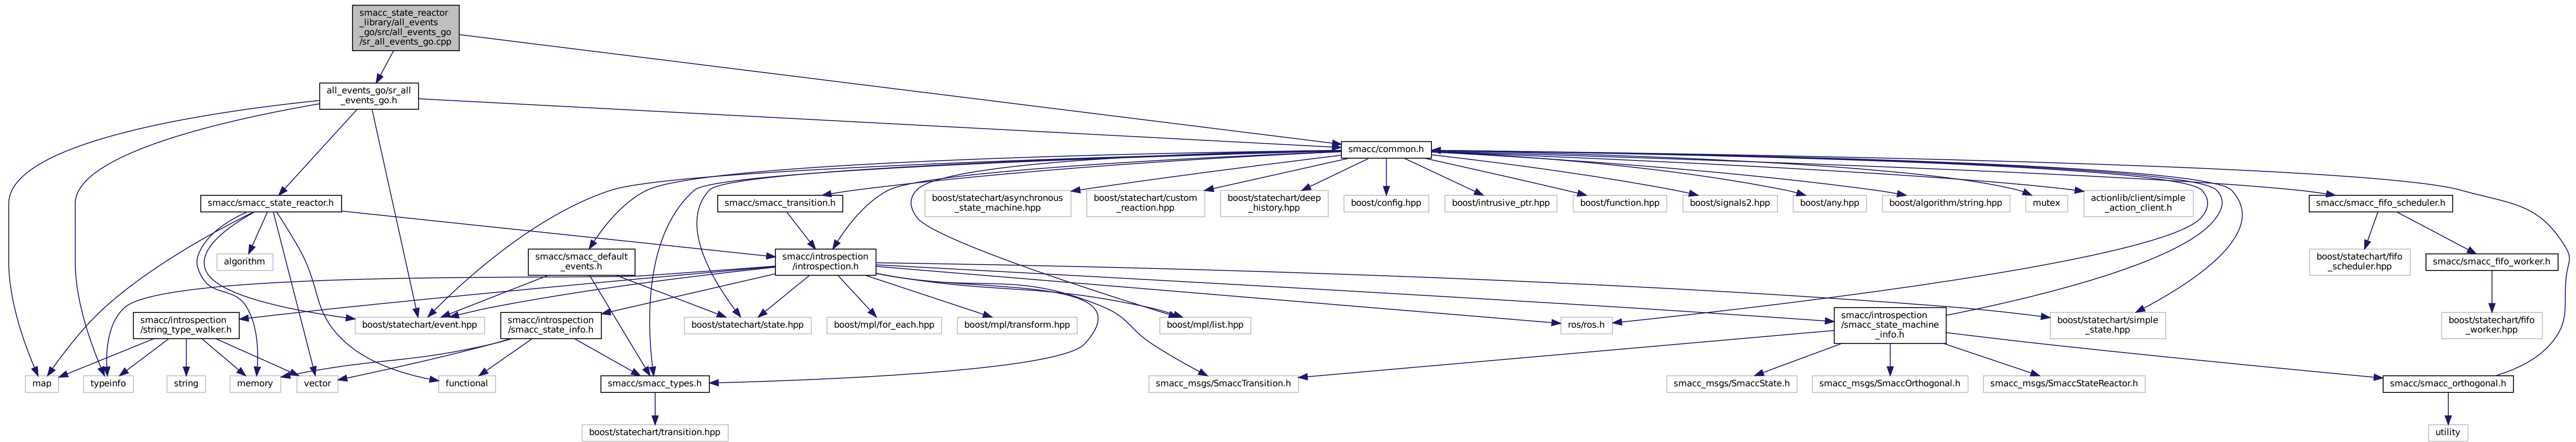 smacc_state_reactor
_library/all_events
_go/src/all_events_go
/sr_all_events_go.cpp
all_events_go/sr_all
_events_go.h
smacc/common.h
smacc/smacc_state_reactor.h
smacc/smacc_transition.h
boost/statechart/asynchronous
_state_machine.hpp
boost/statechart/custom
_reaction.hpp
boost/statechart/deep
_history.hpp
boost/config.hpp
boost/intrusive_ptr.hpp
boost/function.hpp
boost/signals2.hpp
boost/any.hpp
boost/algorithm/string.hpp
mutex
actionlib/client/simple
_action_client.h
smacc/smacc_fifo_scheduler.h
algorithm
smacc/smacc_default
_events.h
smacc/introspection
/introspection.h
boost/statechart/fifo
_scheduler.hpp
smacc/smacc_fifo_worker.h
smacc/introspection
/string_type_walker.h
boost/statechart/event.hpp
smacc/introspection
/smacc_state_info.h
boost/statechart/state.hpp
boost/mpl/for_each.hpp
boost/mpl/transform.hpp
boost/mpl/list.hpp
ros/ros.h
smacc/introspection
/smacc_state_machine
_info.h
boost/statechart/simple
_state.hpp
boost/statechart/fifo
_worker.hpp
map
typeinfo
string
memory
vector
functional
smacc/smacc_types.h
smacc_msgs/SmaccTransition.h
smacc_msgs/SmaccState.h
smacc_msgs/SmaccOrthogonal.h
smacc_msgs/SmaccStateReactor.h
smacc/smacc_orthogonal.h
boost/statechart/transition.hpp
utility